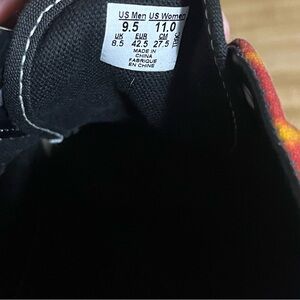 US Men US Women
9.5 11.0
UK EUR CM
8.5 42.5 27.5
MADE IN
CHINA
FABRIQUE
EN CHINE